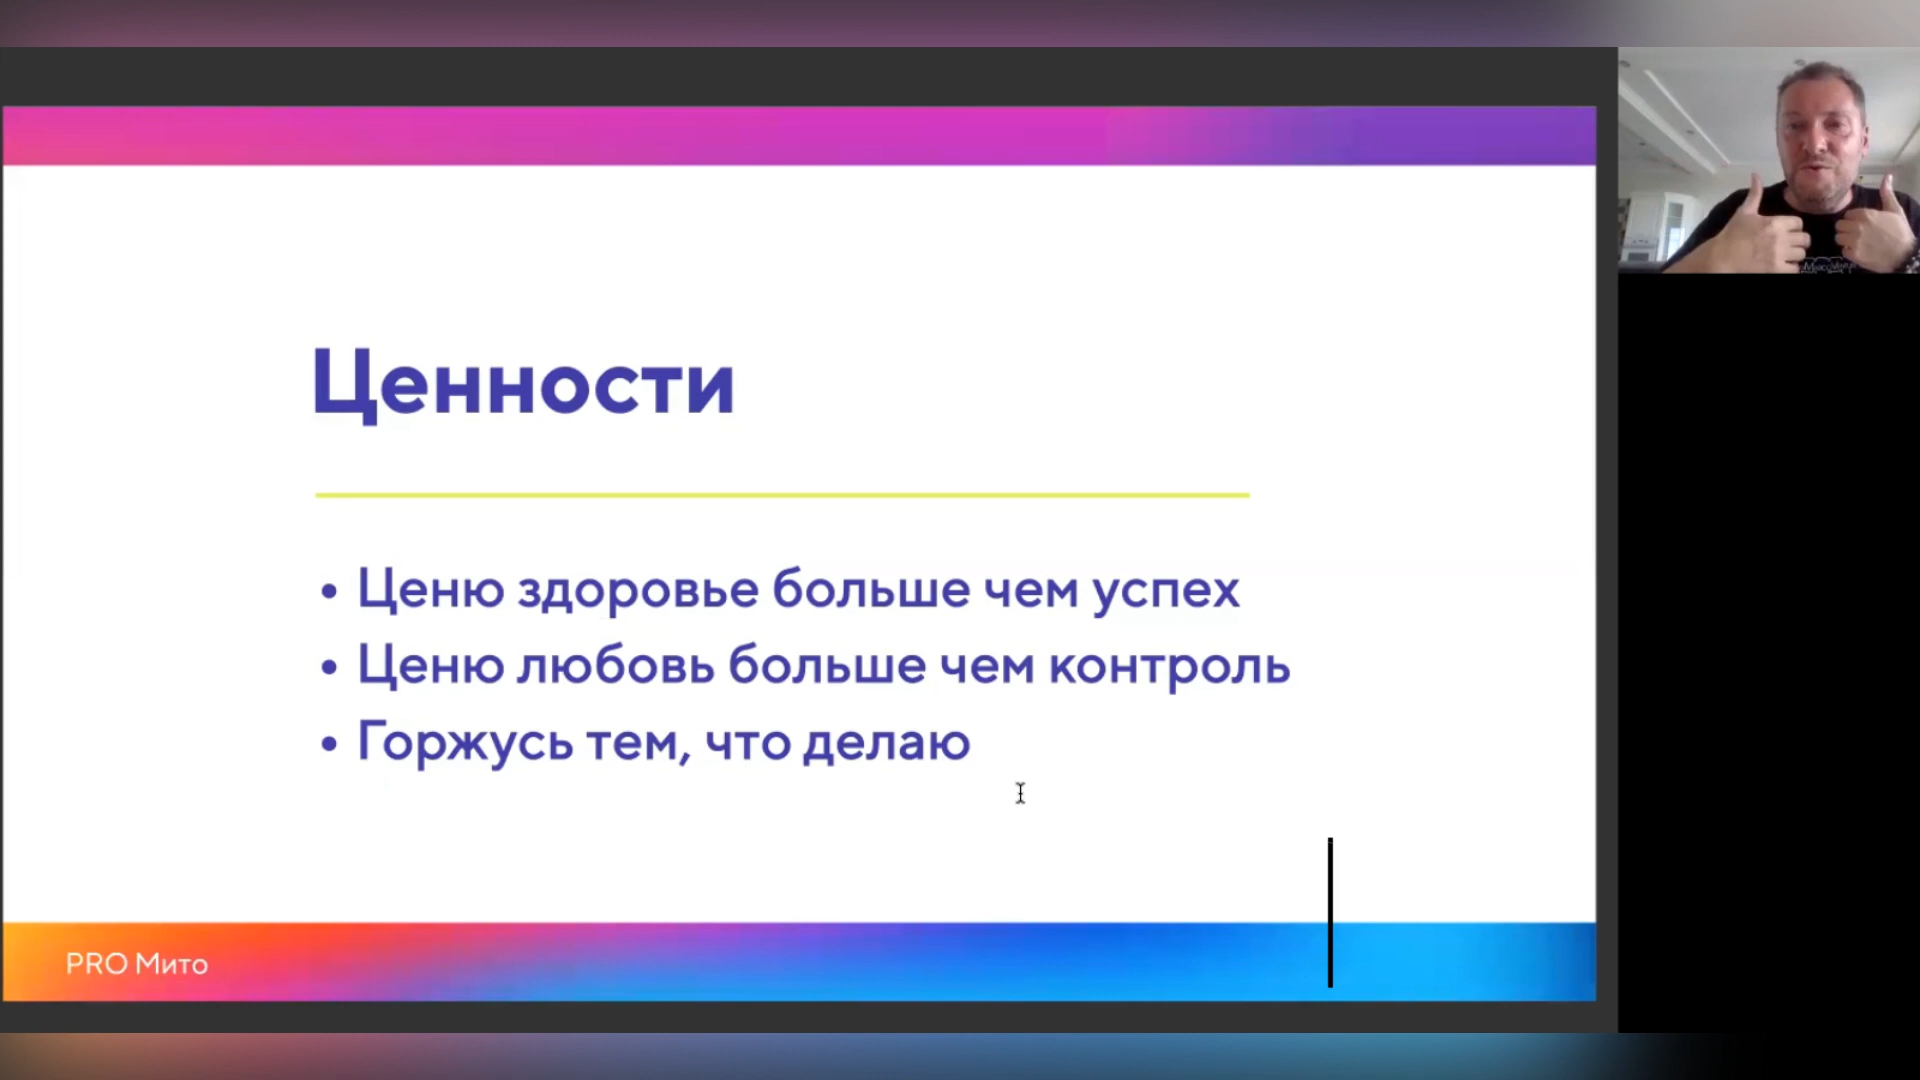 Ценности
• Ценю здоровье больше чем успех
• Ценю любовь больше чем контроль
• Горжусь тем, что делаю
PRO Мито